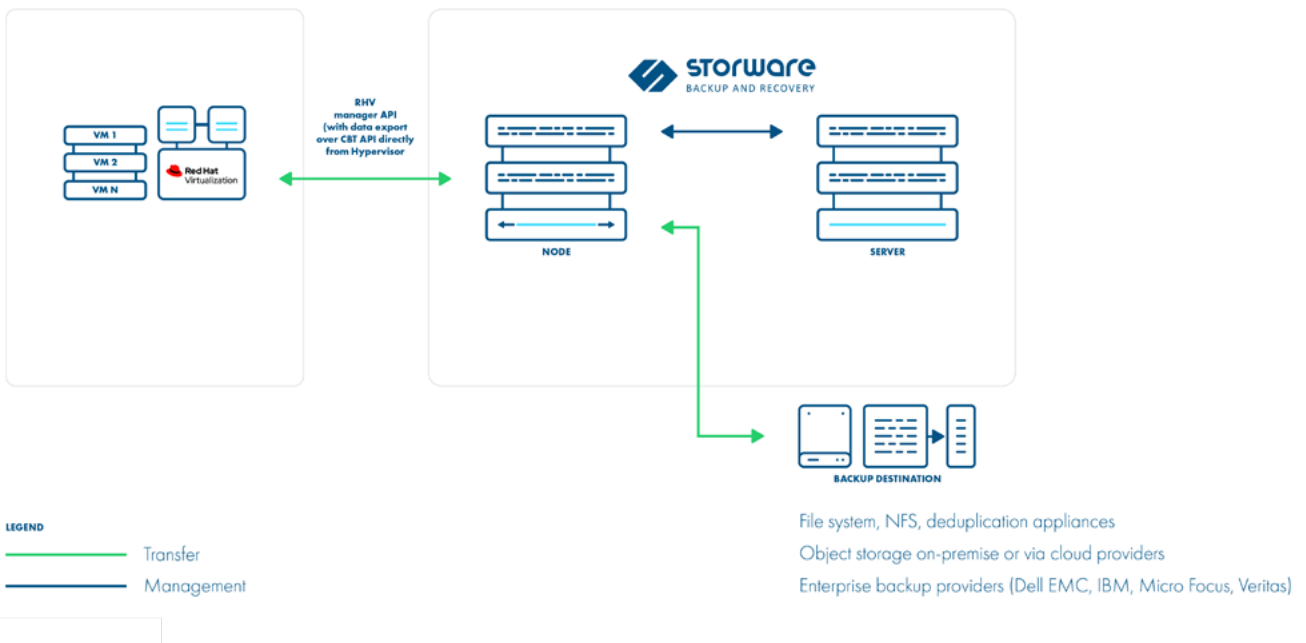 STORWARE
BACKUP AND RECOVERY
RHV
manager API
(with data export
over CBT API directly
from Hypervisor
VM 1
VM 2
VM N
Red Hat
Virtualization
NODE
SERVER
BACKUP DESTINATION
File system, NFS, deduplication appliances
Object storage on-premise or via cloud providers
Enterprise backup providers (Dell EMC, IBM, Micro Focus, Veritas)
LEGEND
Transfer
Management